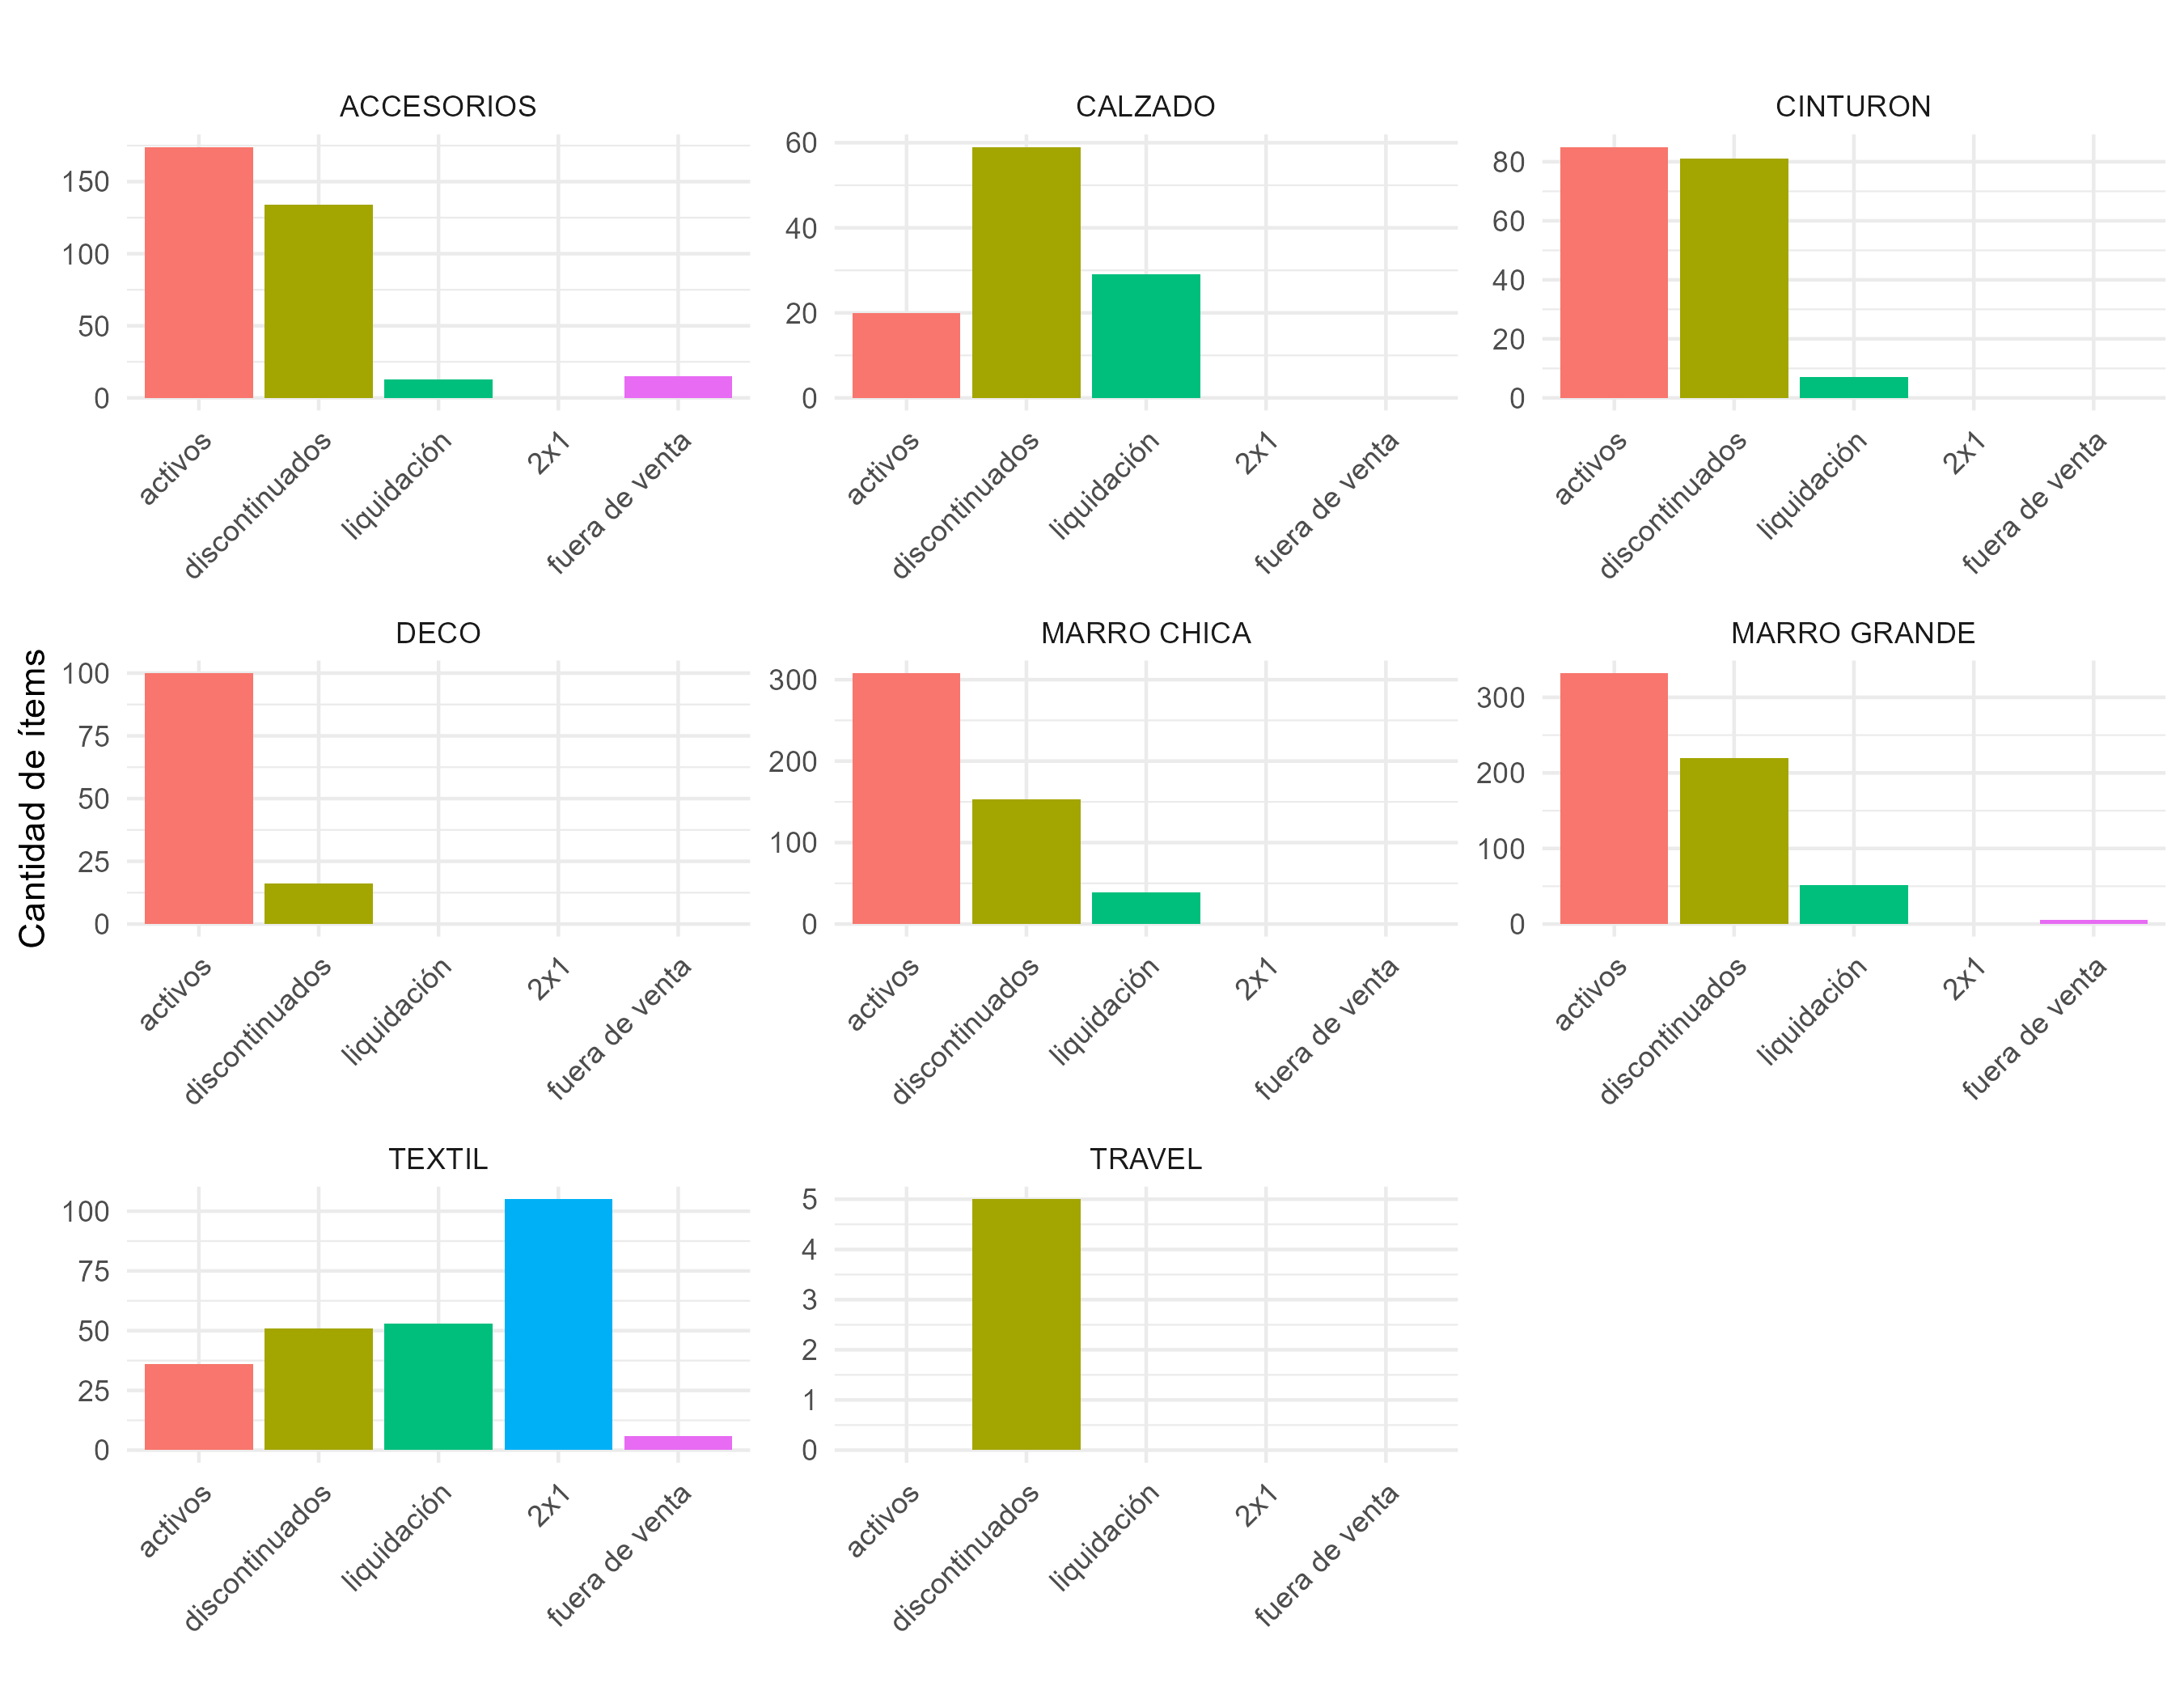 ACCESORIOS
150
100
50
0
activos
discontinuados
liquidación
2x1
fuera de venta
CALZADO
60
40
20
0
activos
discontinuados
liquidación
2x1
fuera de venta
CINTURON
80
60
40
20
0
activos
discontinuados
liquidación
2x1
fuera de venta
Cantidad de ítems
DECO
100
75
50
25
0
activos
discontinuados
liquidación
2x1
fuera de venta
MARRO CHICA
300
200
100
0
activos
discontinuados
liquidación
2x1
fuera de venta
MARRO GRANDE
300
200
100
0
activos
discontinuados
liquidación
2x1
fuera de venta
TEXTIL
100
75
50
25
0
activos
discontinuados
liquidación
2x1
fuera de venta
TRAVEL
5
4
3
2
1
0
activos
discontinuados
liquidación
2x1
fuera de venta